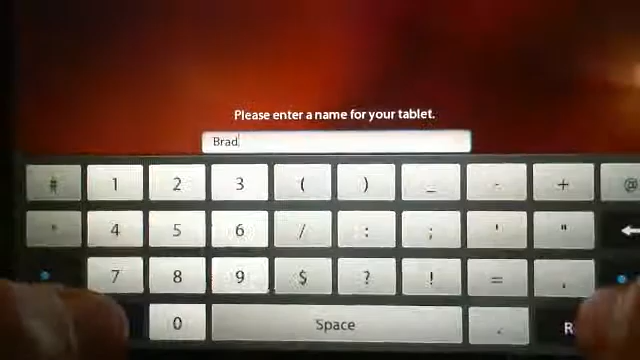 Please enter a name for your tablet.
Brad
# 1 2 3 ( ) _ - + @
* 4 5 6 / : ; ' "
7 8 9 $ ? ! = ,
0 Space .